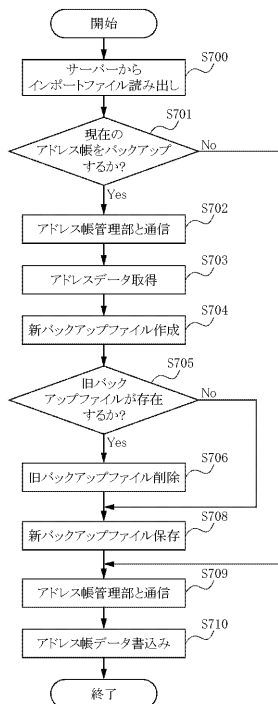 開始
S700
サーバーから
インポートファイル読み出し
S701
現在の
アドレス帳をバックアップ
するか?
No
Yes
S702
アドレス帳管理部と通信
S703
アドレスデータ取得
S704
新バックアップファイル作成
S705
旧バック
アップファイルが存在
するか?
No
Yes
S706
旧バックアップファイル削除
S708
新バックアップファイル保存
S709
アドレス帳管理部と通信
S710
アドレス帳データ書込み
終了